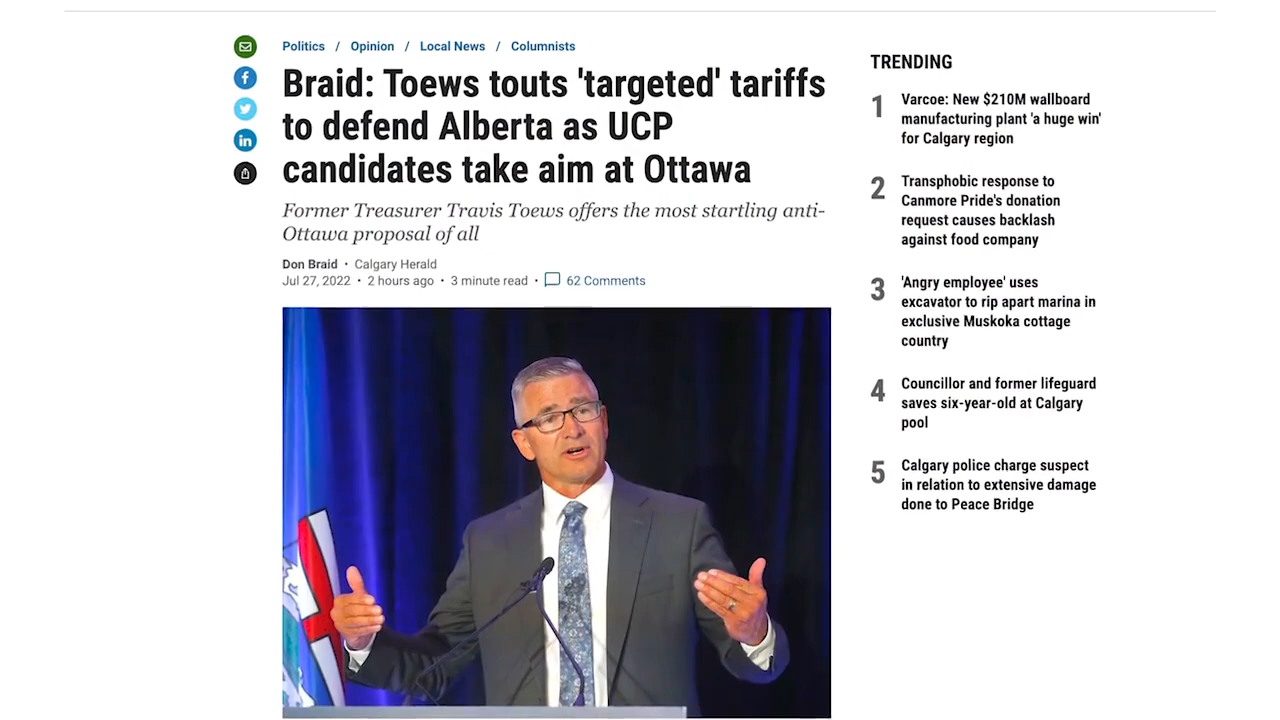 Politics / Opinion / Local News / Columnists
Braid: Toews touts 'targeted' tariffs
to defend Alberta as UCP
candidates take aim at Ottawa
Former Treasurer Travis Toews offers the most startling anti-
Ottawa proposal of all
Don Braid • Calgary Herald
Jul 27, 2022 • 2 hours ago • 3 minute read • 62 Comments
TRENDING
1 Varcoe: New $210M wallboard
manufacturing plant 'a huge win'
for Calgary region
2 Transphobic response to
Canmore Pride's donation
request causes backlash
against food company
3 'Angry employee' uses
excavator to rip apart marina in
exclusive Muskoka cottage
country
4 Councillor and former lifeguard
saves six-year-old at Calgary
pool
5 Calgary police charge suspect
in relation to extensive damage
done to Peace Bridge